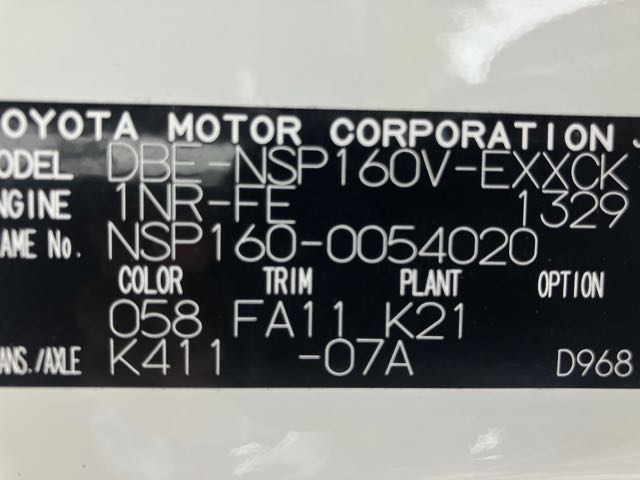 OYOTA MOTOR CORPORATION J
MODEL DBE-NSP160V-EXXCK
NGINE 1NR-FE 1329
AME No. NSP160-0054020
COLOR TRIM PLANT OPTION
058 FA11 K21
ANS./AXLE K411 -07A D968